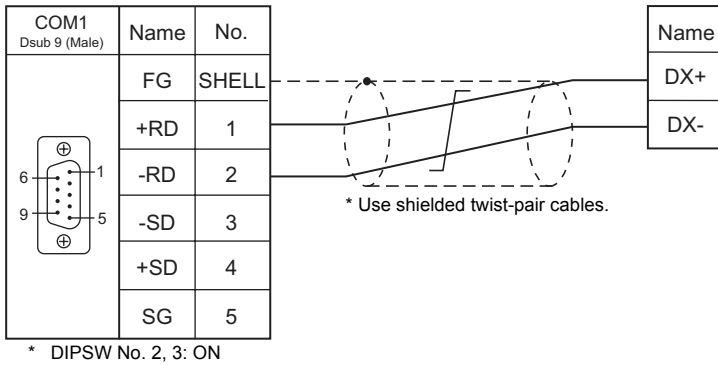 COM1
Dsub 9 (Male)
Name No.
Name
FG SHELL
DX+
+RD 1
DX-
-RD 2
6 1
9 5
-SD 3
+SD 4
SG 5
* Use shielded twist-pair cables.
* DIPSW No. 2, 3: ON